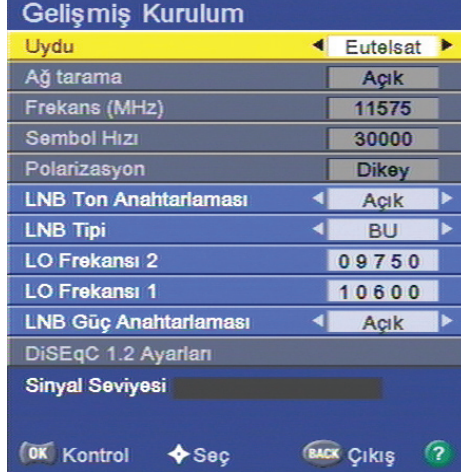 Gelişmiş Kurulum
Uydu Eutelsat
Ağ tarama Açık
Frekans (MHz) 11575
Sembol Hızı 30000
Polarizasyon Dikey
LNB Ton Anahtarlaması Açık
LNB Tipi BU
LO Frekansı 2 09750
LO Frekansı 1 10600
LNB Güç Anahtarlaması Açık
DiSEqC 1.2 Ayarları
Sinyal Seviyesi
OK Kontrol Seç BACK Çıkış ?